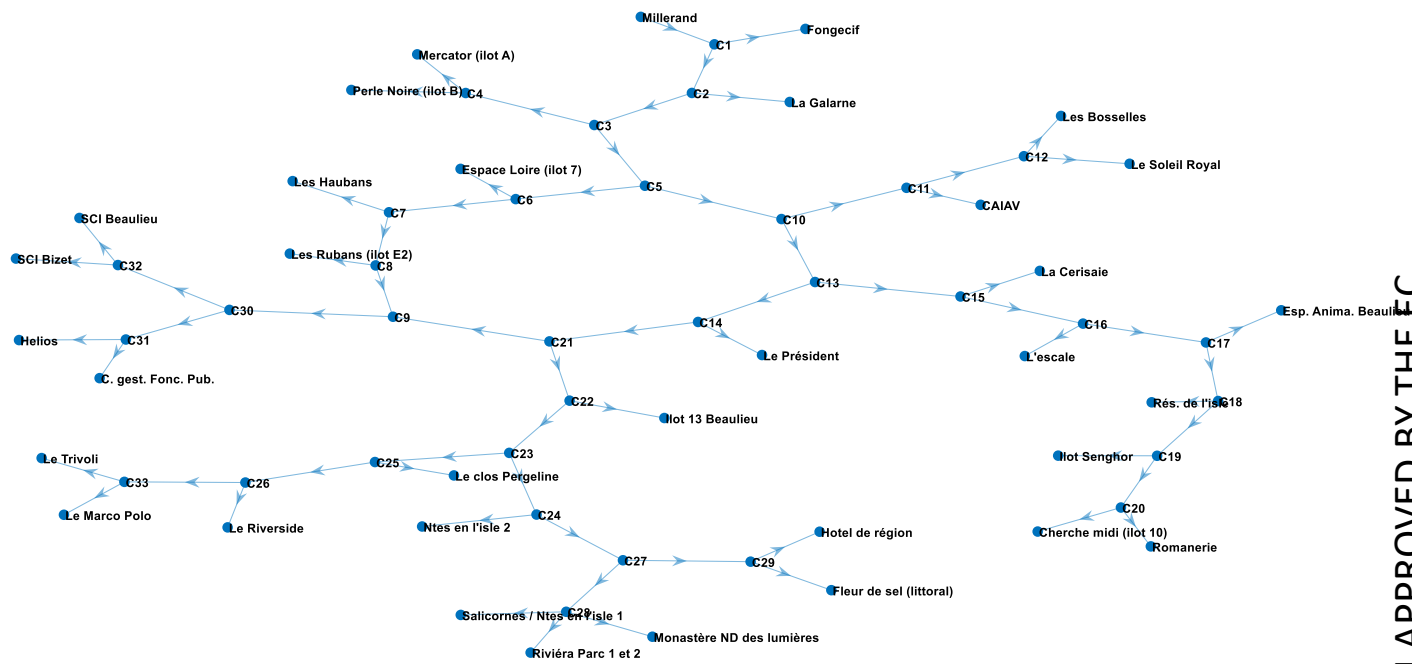 Millerand
Fongecif
C1
Mercator (ilot A)
Perle Noire (ilot B)
C4
C2
La Galarne
C3
Les Bosselles
C12
Le Soleil Royal
Espace Loire (ilot 7)
Les Haubans
C5
C11
C6
CAIAV
C7
SCI Beaulieu
C10
Les Rubans (ilot E2)
SCI Bizet
C32
C8
La Cerisaie
C13
C15
C30
C9
C14
C16
Esp. Anima. Beaulieu
Helios
C31
C21
Le Président
L'escale
C17
C. gest. Fonc. Pub.
C22
Ilot 13 Beaulieu
Rés. de l'isle
C18
Le Trivoli
C25
C23
Ilot Senghor
C19
Le clos Pergeline
C33
C26
Le Marco Polo
Le Riverside
Ntes en l'isle 2
C24
C20
Cherche midi (ilot 10)
Romanerie
Hotel de région
C27
C29
Fleur de sel (littoral)
Salicornes / Ntes en l'isle 1
C28
Monastère ND des lumières
Riviéra Parc 1 et 2
APPROVED BY THE EC